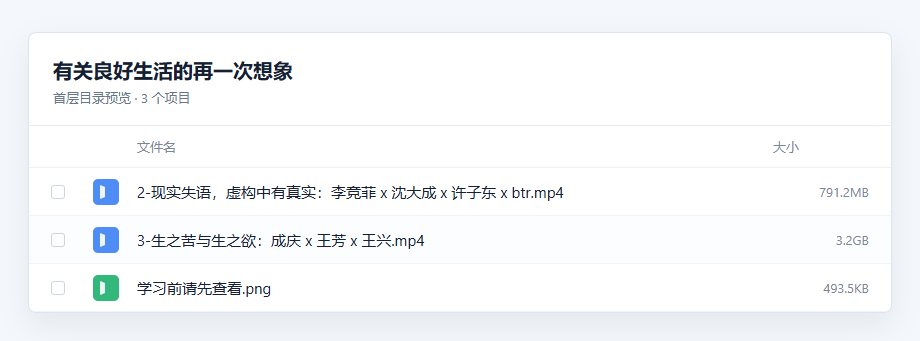 有关良好生活的再一次想象
首层目录预览 · 3 个项目
文件名 大小
2-现实失语，虚构中有真实：李竟菲 x 沈大成 x 许子东 x btr.mp4 791.2MB
3-生之苦与生之欲：成庆 x 王芳 x 王兴.mp4 3.2GB
学习前请先查看.png 493.5KB